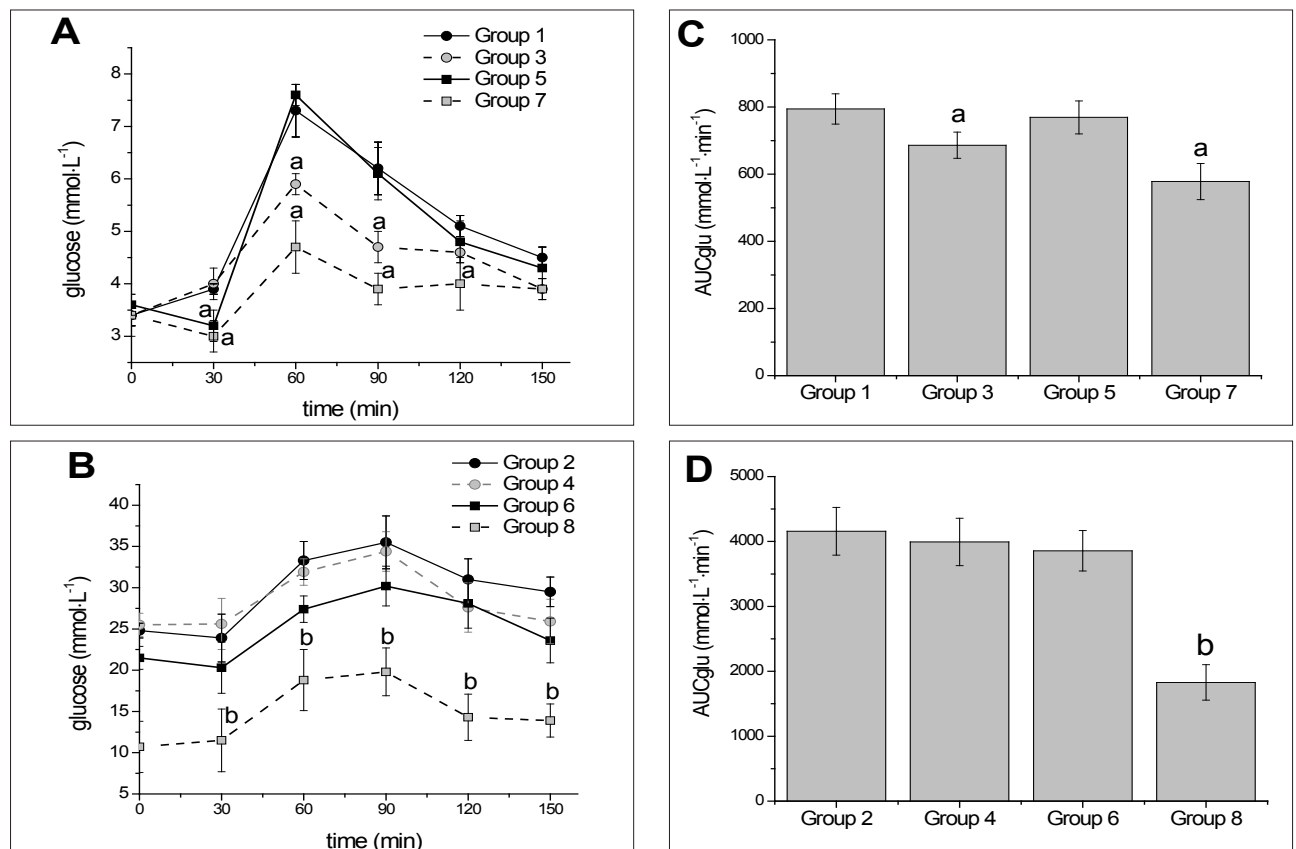 A
Group 1
Group 3
Group 5
Group 7
glucose (mmol·L⁻¹)
8
7
6
5
4
3
a
a
a
a
a
a
a
0 30 60 90 120 150
time (min)
C
AUCglu (mmol·L⁻¹·min⁻¹)
1000
800
600
400
200
0
a
a
Group 1 Group 3 Group 5 Group 7
B
Group 2
Group 4
Group 6
Group 8
glucose (mmol·L⁻¹)
40
35
30
25
20
15
10
5
b
b
b
b
b
0 30 60 90 120 150
time (min)
D
AUCglu (mmol·L⁻¹·min⁻¹)
5000
4000
3000
2000
1000
0
b
Group 2 Group 4 Group 6 Group 8